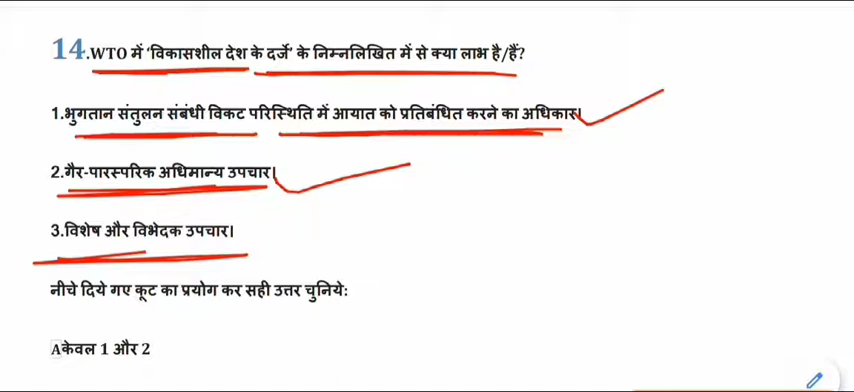 14.WTO में 'विकासशील देश के दर्जे' के निम्नलिखित में से क्या लाभ है/हैं?
1.भुगतान संतुलन संबंधी विकट परिस्थिति में आयात को प्रतिबंधित करने का अधिकार।
2.गैर-पारस्परिक अधिमान्य उपचार।
3.विशेष और विभेदक उपचार।
नीचे दिये गए कूट का प्रयोग कर सही उत्तर चुनिये:
Aकेवल 1 और 2